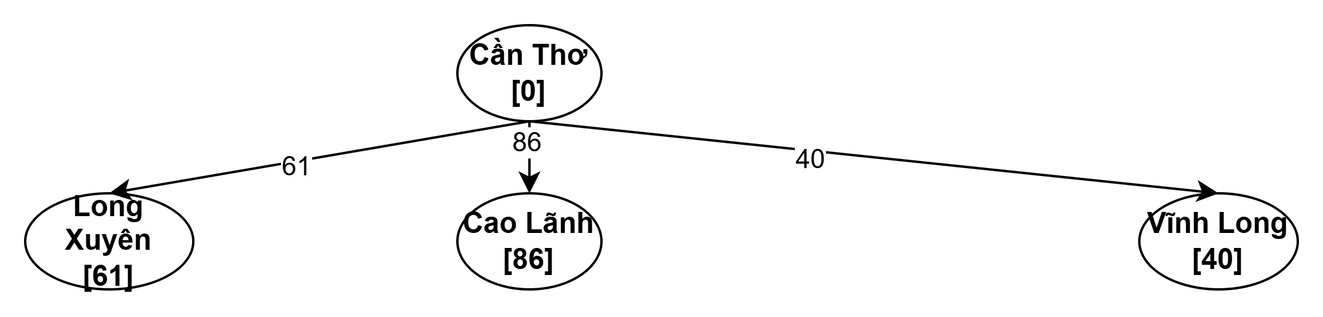 Cần Thơ
[0]
86
61
40
Long
Xuyên
[61]
Cao Lãnh
[86]
Vĩnh Long
[40]